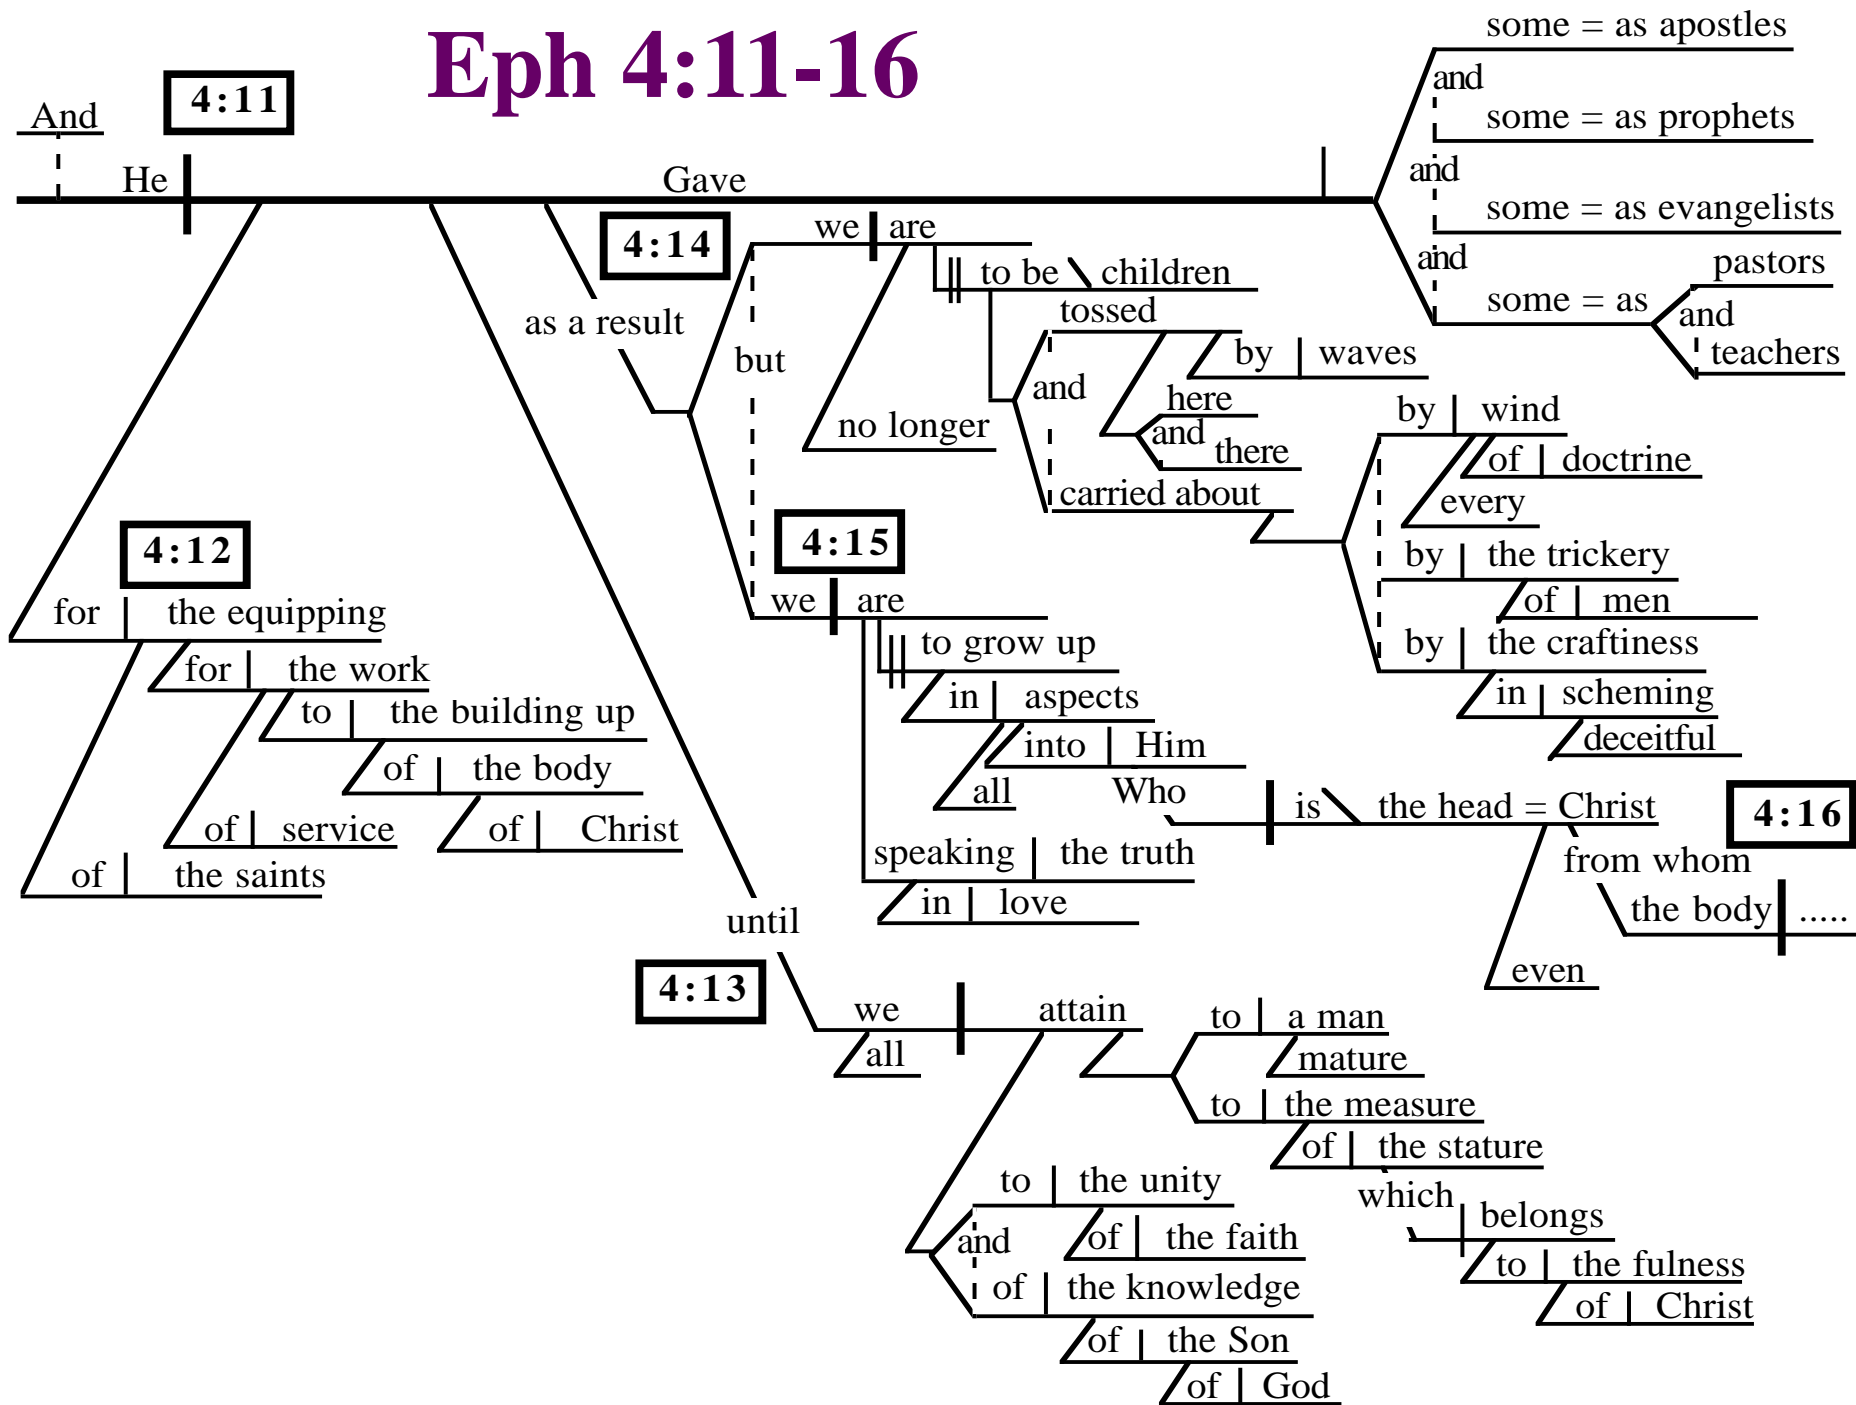 Eph 4:11-16
4:11
And
He Gave
some = as apostles
and
some = as prophets
and
some = as evangelists
and
some = as
pastors
and
teachers
4:12
for the equipping
for the work
to the building up
of the body
of Christ
of service
of the saints
until
4:13
we attain
all
to a man
mature
to the measure
of the stature
which
belongs
to the fulness
of Christ
to the unity
of the faith
and
of the knowledge
of the Son
of God
as a result
4:14
we are
to be children
no longer
tossed
by waves
here
and
there
and
carried about
by wind
of doctrine
every
by the trickery
of men
by the craftiness
in scheming
deceitful
but
4:15
we are
to grow up
in aspects
into Him
all
Who is the head = Christ
even
speaking the truth
in love
4:16
from whom
the body .....